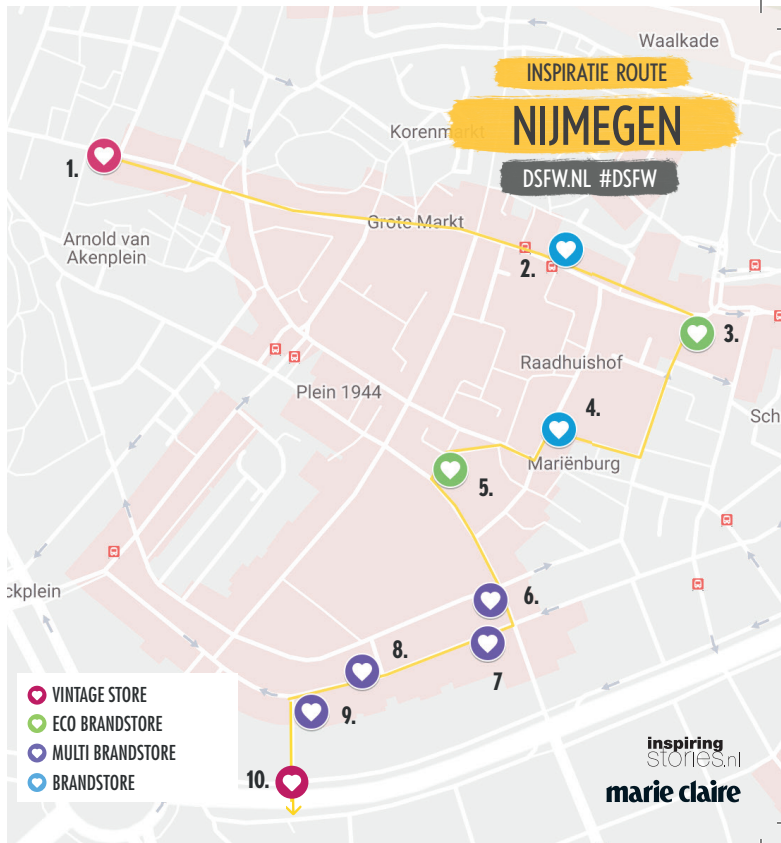 Waalkade
INSPIRATIE ROUTE
NIJMEGEN
DSFW.NL #DSFW
Korenmarkt
1.
Grote Markt
Arnold van
Akenplein
2.
3.
Raadhuishof
Plein 1944
4.
Sch
Mariënburg
5.
ckplein
6.
7
8.
9.
10.
VINTAGE STORE
ECO BRANDSTORE
MULTI BRANDSTORE
BRANDSTORE
inspiring
stories.nl
marie claire